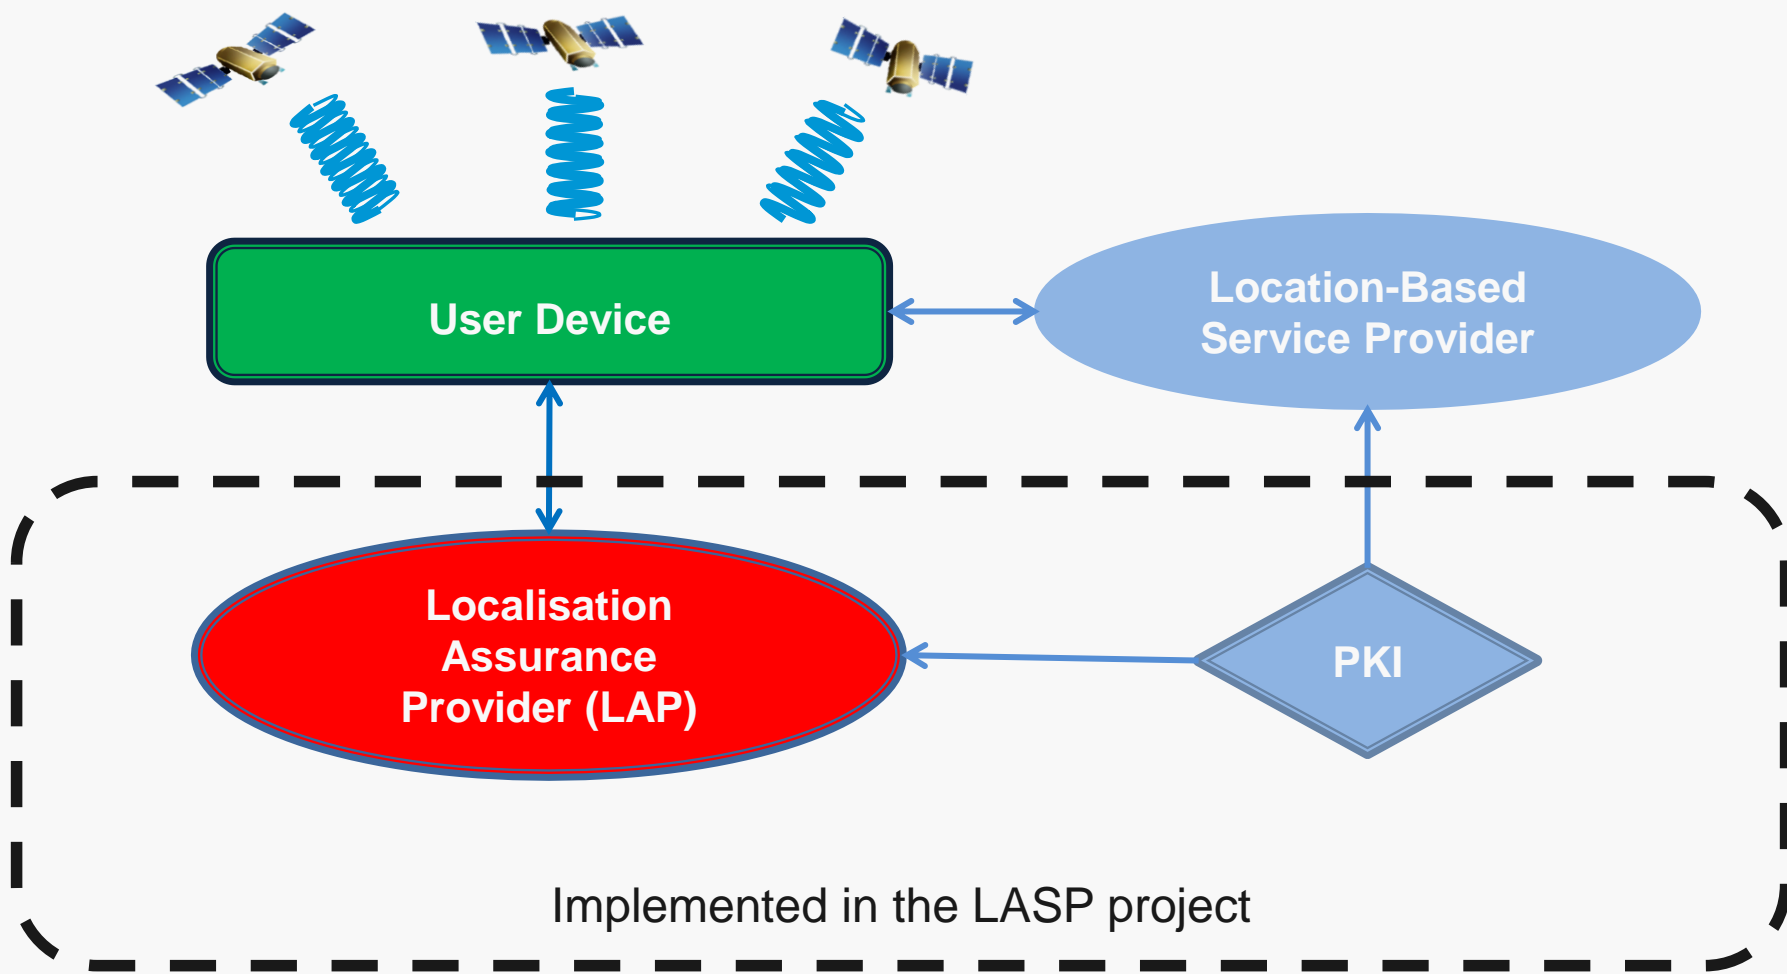 User Device
Location-Based
Service Provider
Localisation
Assurance
Provider (LAP)
PKI
Implemented in the LASP project